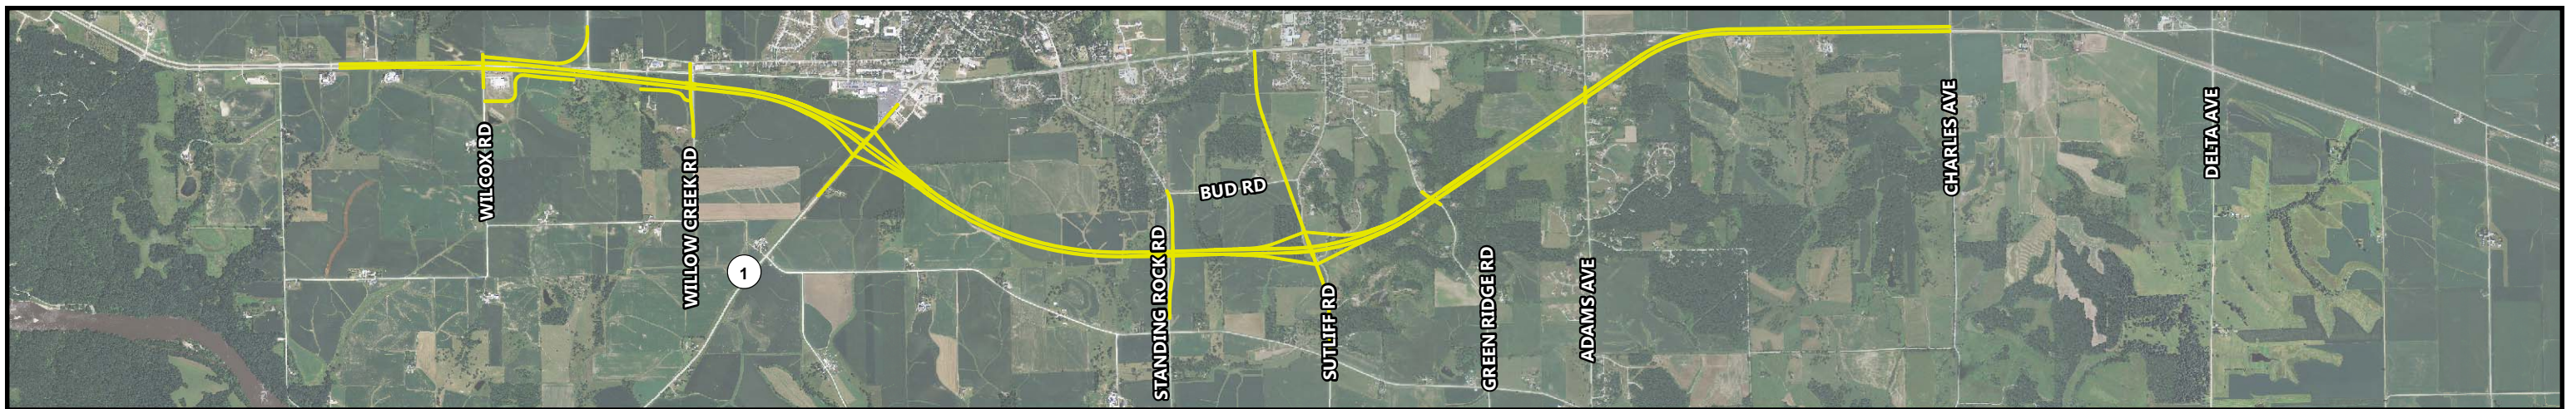 WILCOX RD
WILLOW CREEK RD
1
STANDING ROCK RD
BUD RD
SUTLIFF RD
GREEN RIDGE RD
ADAMS AVE
CHARLES AVE
DELTA AVE